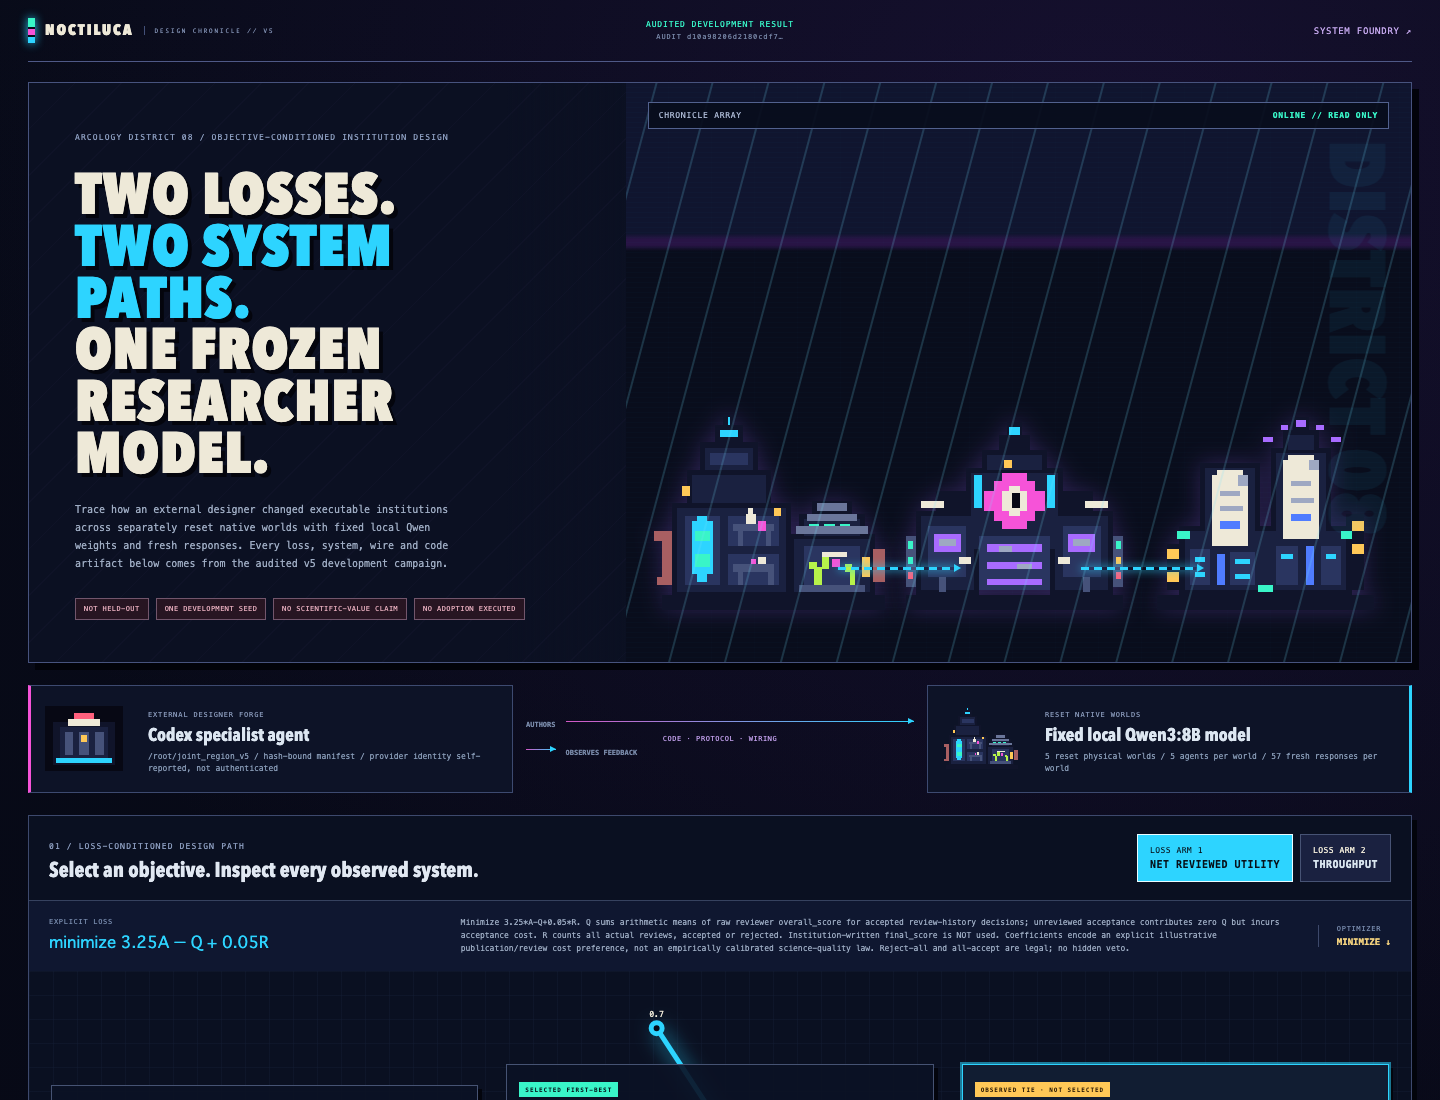 NOCTILUCA
DESIGN CHRONICLE // V5
AUDITED DEVELOPMENT RESULT
AUDIT d10a98206d2180cdf7…
SYSTEM FOUNDRY ↗
ARCOLOGY DISTRICT 08 / OBJECTIVE-CONDITIONED INSTITUTION DESIGN
TWO LOSSES.
TWO SYSTEM
PATHS.
ONE FROZEN
RESEARCHER
MODEL.
Trace how an external designer changed executable institutions
across separately reset native worlds with fixed local Qwen
weights and fresh responses. Every loss, system, wire and code
artifact below comes from the audited v5 development campaign.
NOT HELD-OUT
ONE DEVELOPMENT SEED
NO SCIENTIFIC-VALUE CLAIM
NO ADOPTION EXECUTED
CHRONICLE ARRAY
ONLINE // READ ONLY
DISTRICT 08
EXTERNAL DESIGNER FORGE
Codex specialist agent
/root/joint_region_v5 / hash-bound manifest / provider identity self-
reported, not authenticated
AUTHORS
CODE · PROTOCOL · WIRING
OBSERVES FEEDBACK
RESET NATIVE WORLDS
Fixed local Qwen3:8B model
5 reset physical worlds / 5 agents per world / 57 fresh responses per
world
01 / LOSS-CONDITIONED DESIGN PATH
Select an objective. Inspect every observed system.
LOSS ARM 1
NET REVIEWED UTILITY
LOSS ARM 2
THROUGHPUT
EXPLICIT LOSS
minimize 3.25A — Q + 0.05R
Minimize 3.25*A-Q+0.05*R. Q sums arithmetic means of raw reviewer overall_score for accepted review-history decisions; unreviewed acceptance contributes zero Q but incurs
acceptance cost. R counts all actual reviews, accepted or rejected. Institution-written final_score is NOT used. Coefficients encode an explicit illustrative
publication/review cost preference, not an empirically calibrated science-quality law. Reject-all and all-accept are legal; no hidden veto.
OPTIMIZER
MINIMIZE ↓
0.7
SELECTED FIRST-BEST
OBSERVED TIE · NOT SELECTED